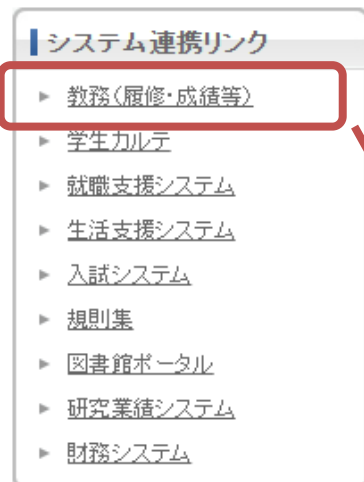 システム連携リンク
教務(履修・成績等)
学生カルテ
就職支援システム
生活支援システム
入試システム
規則集
図書館ポータル
研究業績システム
財務システム